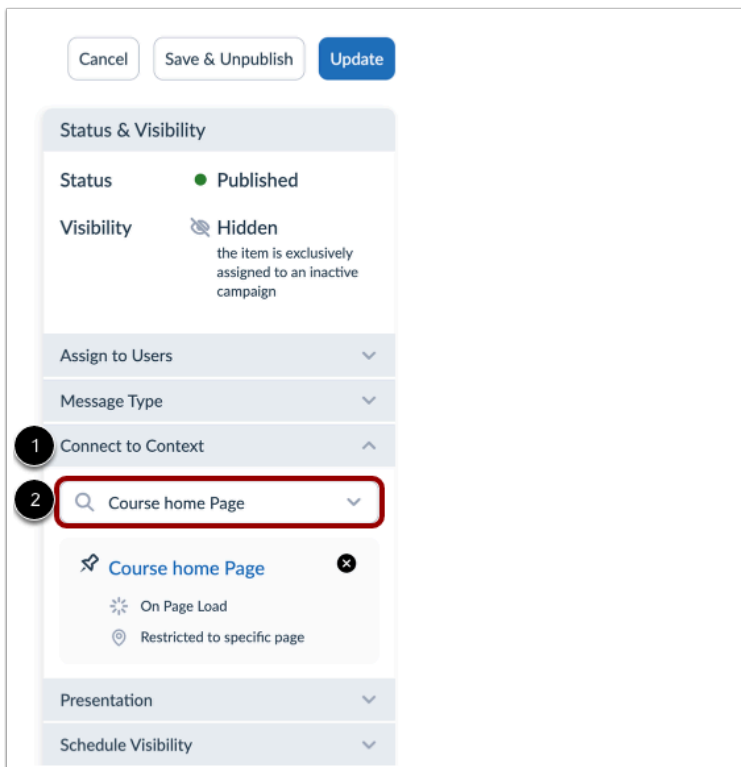 Cancel
Save & Unpublish
Update
Status & Visibility
Status
Published
Visibility
Hidden
the item is exclusively
assigned to an inactive
campaign
Assign to Users
Message Type
1
Connect to Context
2
Course home Page
Course home Page
On Page Load
Restricted to specific page
Presentation
Schedule Visibility